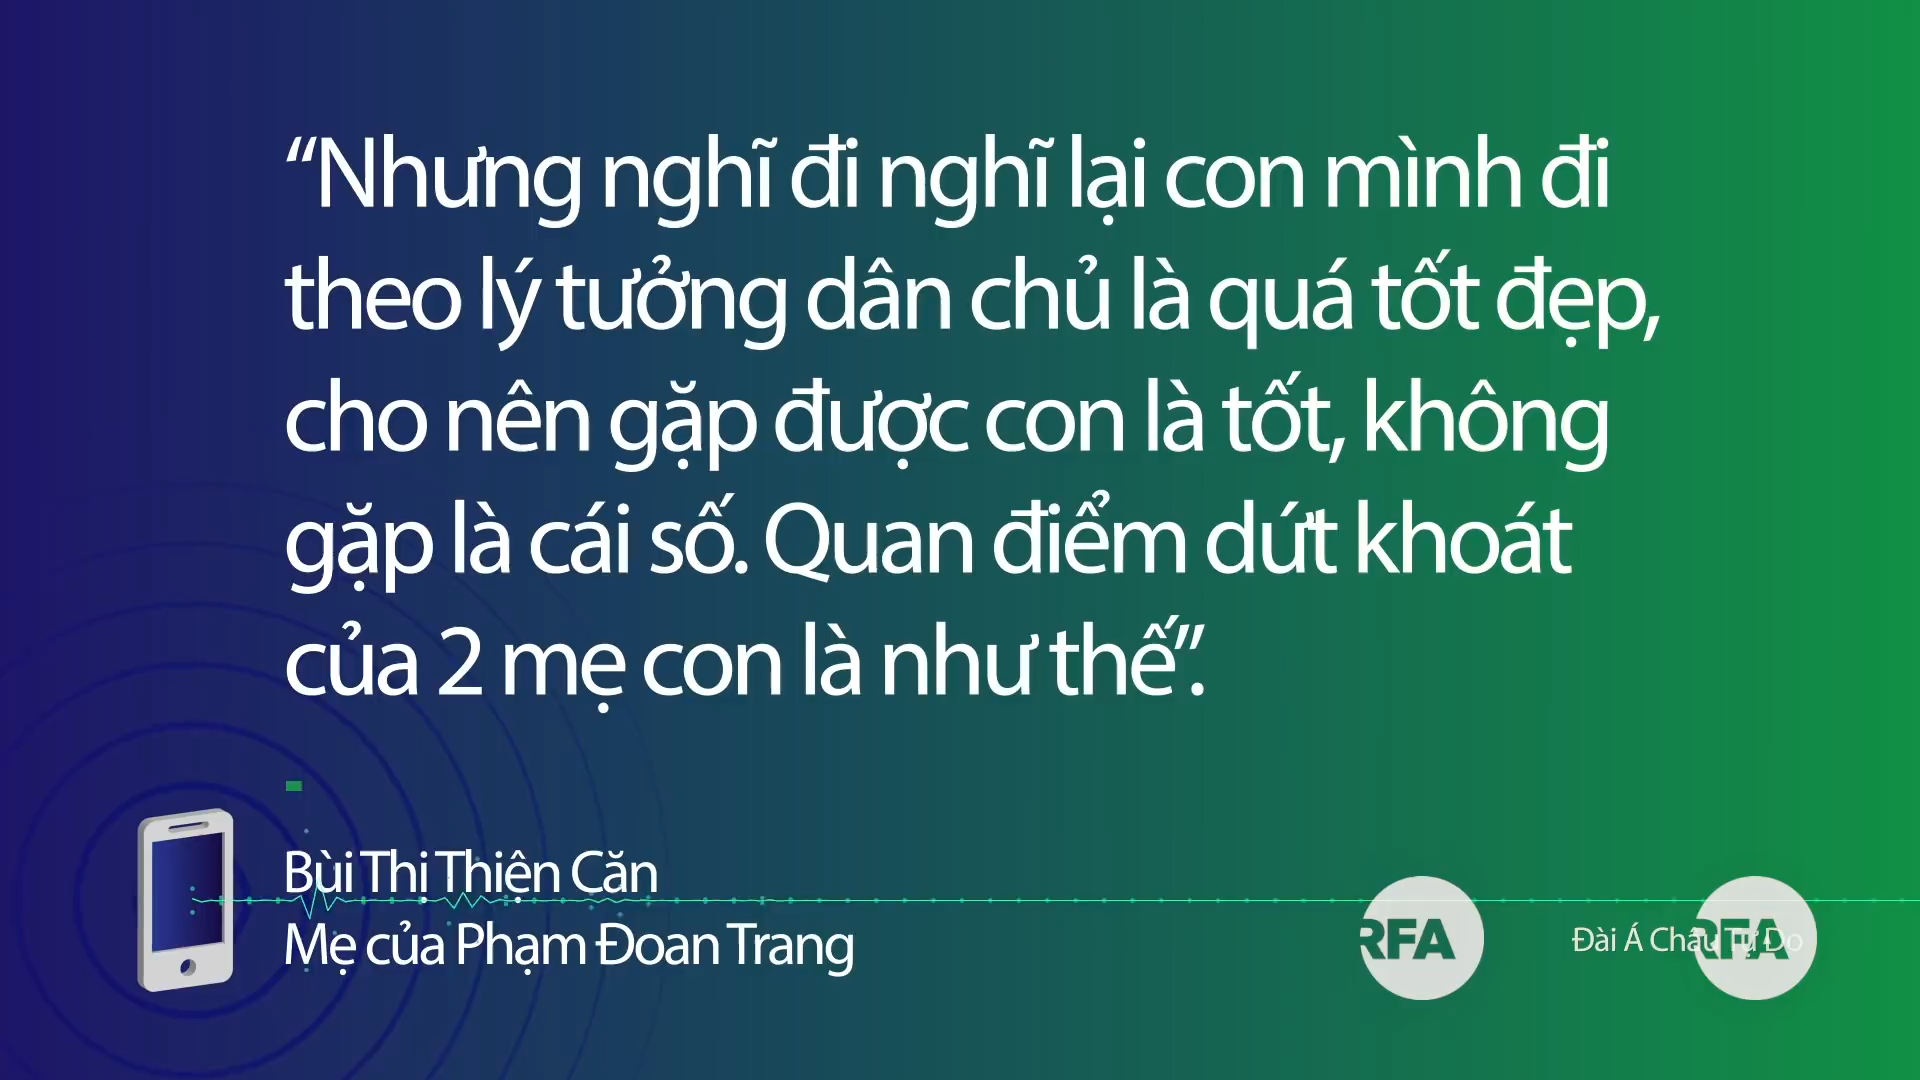 “Nhưng nghĩ đi nghĩ lại con mình đi
theo lý tưởng dân chủ là quá tốt đẹp,
cho nên gặp được con là tốt, không
gặp là cái số. Quan điểm dứt khoát
của 2 mẹ con là như thế”.
Bùi Thị Thiện Căn
Mẹ của Phạm Đoan Trang
RFA
Đài Á Châu Tự Do
RFA